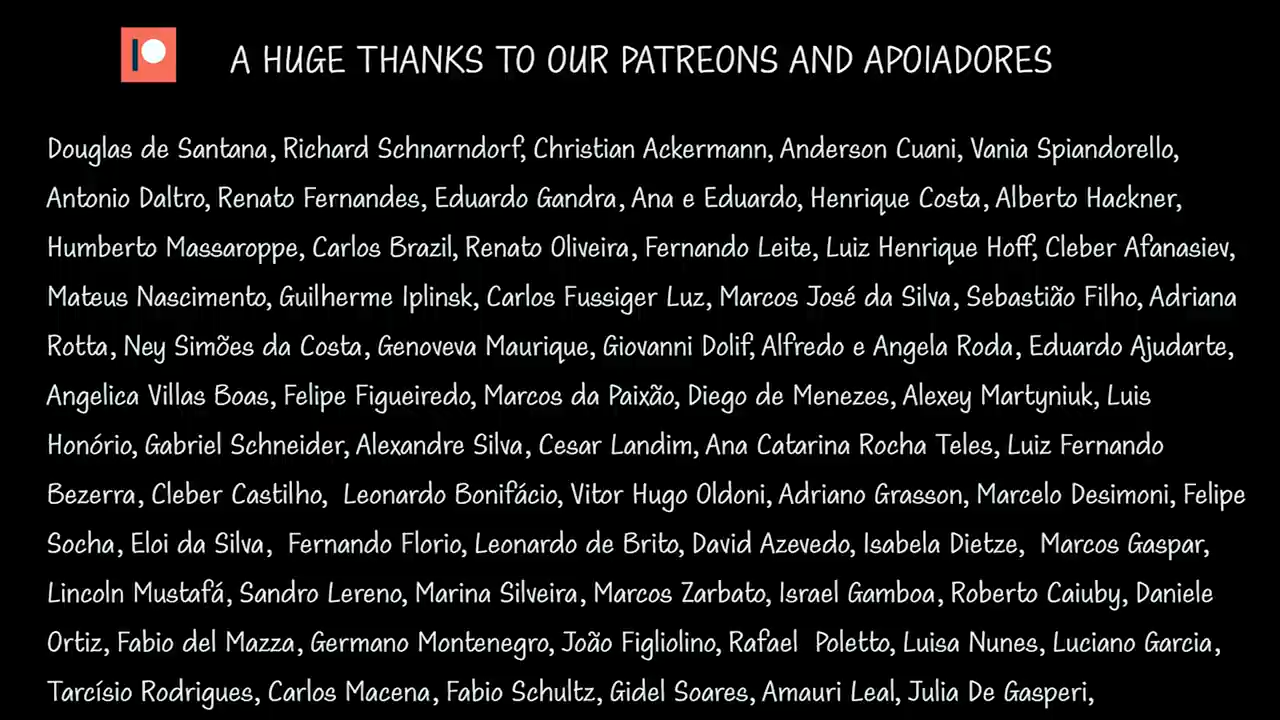 A HUGE THANKS TO OUR PATREONS AND APOIADORES
Douglas de Santana, Richard Schnarndorf, Christian Ackermann, Anderson Cuani, Vania Spiandorello,
Antonio Daltro, Renato Fernandes, Eduardo Gandra, Ana e Eduardo, Henrique Costa, Alberto Hackner,
Humberto Massaroppe, Carlos Brazil, Renato Oliveira, Fernando Leite, Luiz Henrique Hoff, Cleber Afanasiev,
Mateus Nascimento, Guilherme Iplinsk, Carlos Fussiger Luz, Marcos José da Silva, Sebastião Filho, Adriana
Rotta, Ney Simões da Costa, Genoveva Maurique, Giovanni Dolif, Alfredo e Angela Roda, Eduardo Ajudarte,
Angelica Villas Boas, Felipe Figueiredo, Marcos da Paixão, Diego de Menezes, Alexey Martyniuk, Luis
Honório, Gabriel Schneider, Alexandre Silva, Cesar Landim, Ana Catarina Rocha Teles, Luiz Fernando
Bezerra, Cleber Castilho, Leonardo Bonifácio, Vitor Hugo Oldoni, Adriano Grasson, Marcelo Desimoni, Felipe
Socha, Eloi da Silva, Fernando Florio, Leonardo de Brito, David Azevedo, Isabela Dietze, Marcos Gaspar,
Lincoln Mustafá, Sandro Lereno, Marina Silveira, Marcos Zarbato, Israel Gamboa, Roberto Caiuby, Daniele
Ortiz, Fabio del Mazza, Germano Montenegro, João Figliolino, Rafael Poletto, Luisa Nunes, Luciano Garcia,
Tarcísio Rodrigues, Carlos Macena, Fabio Schultz, Gidel Soares, Amauri Leal, Julia De Gasperi,